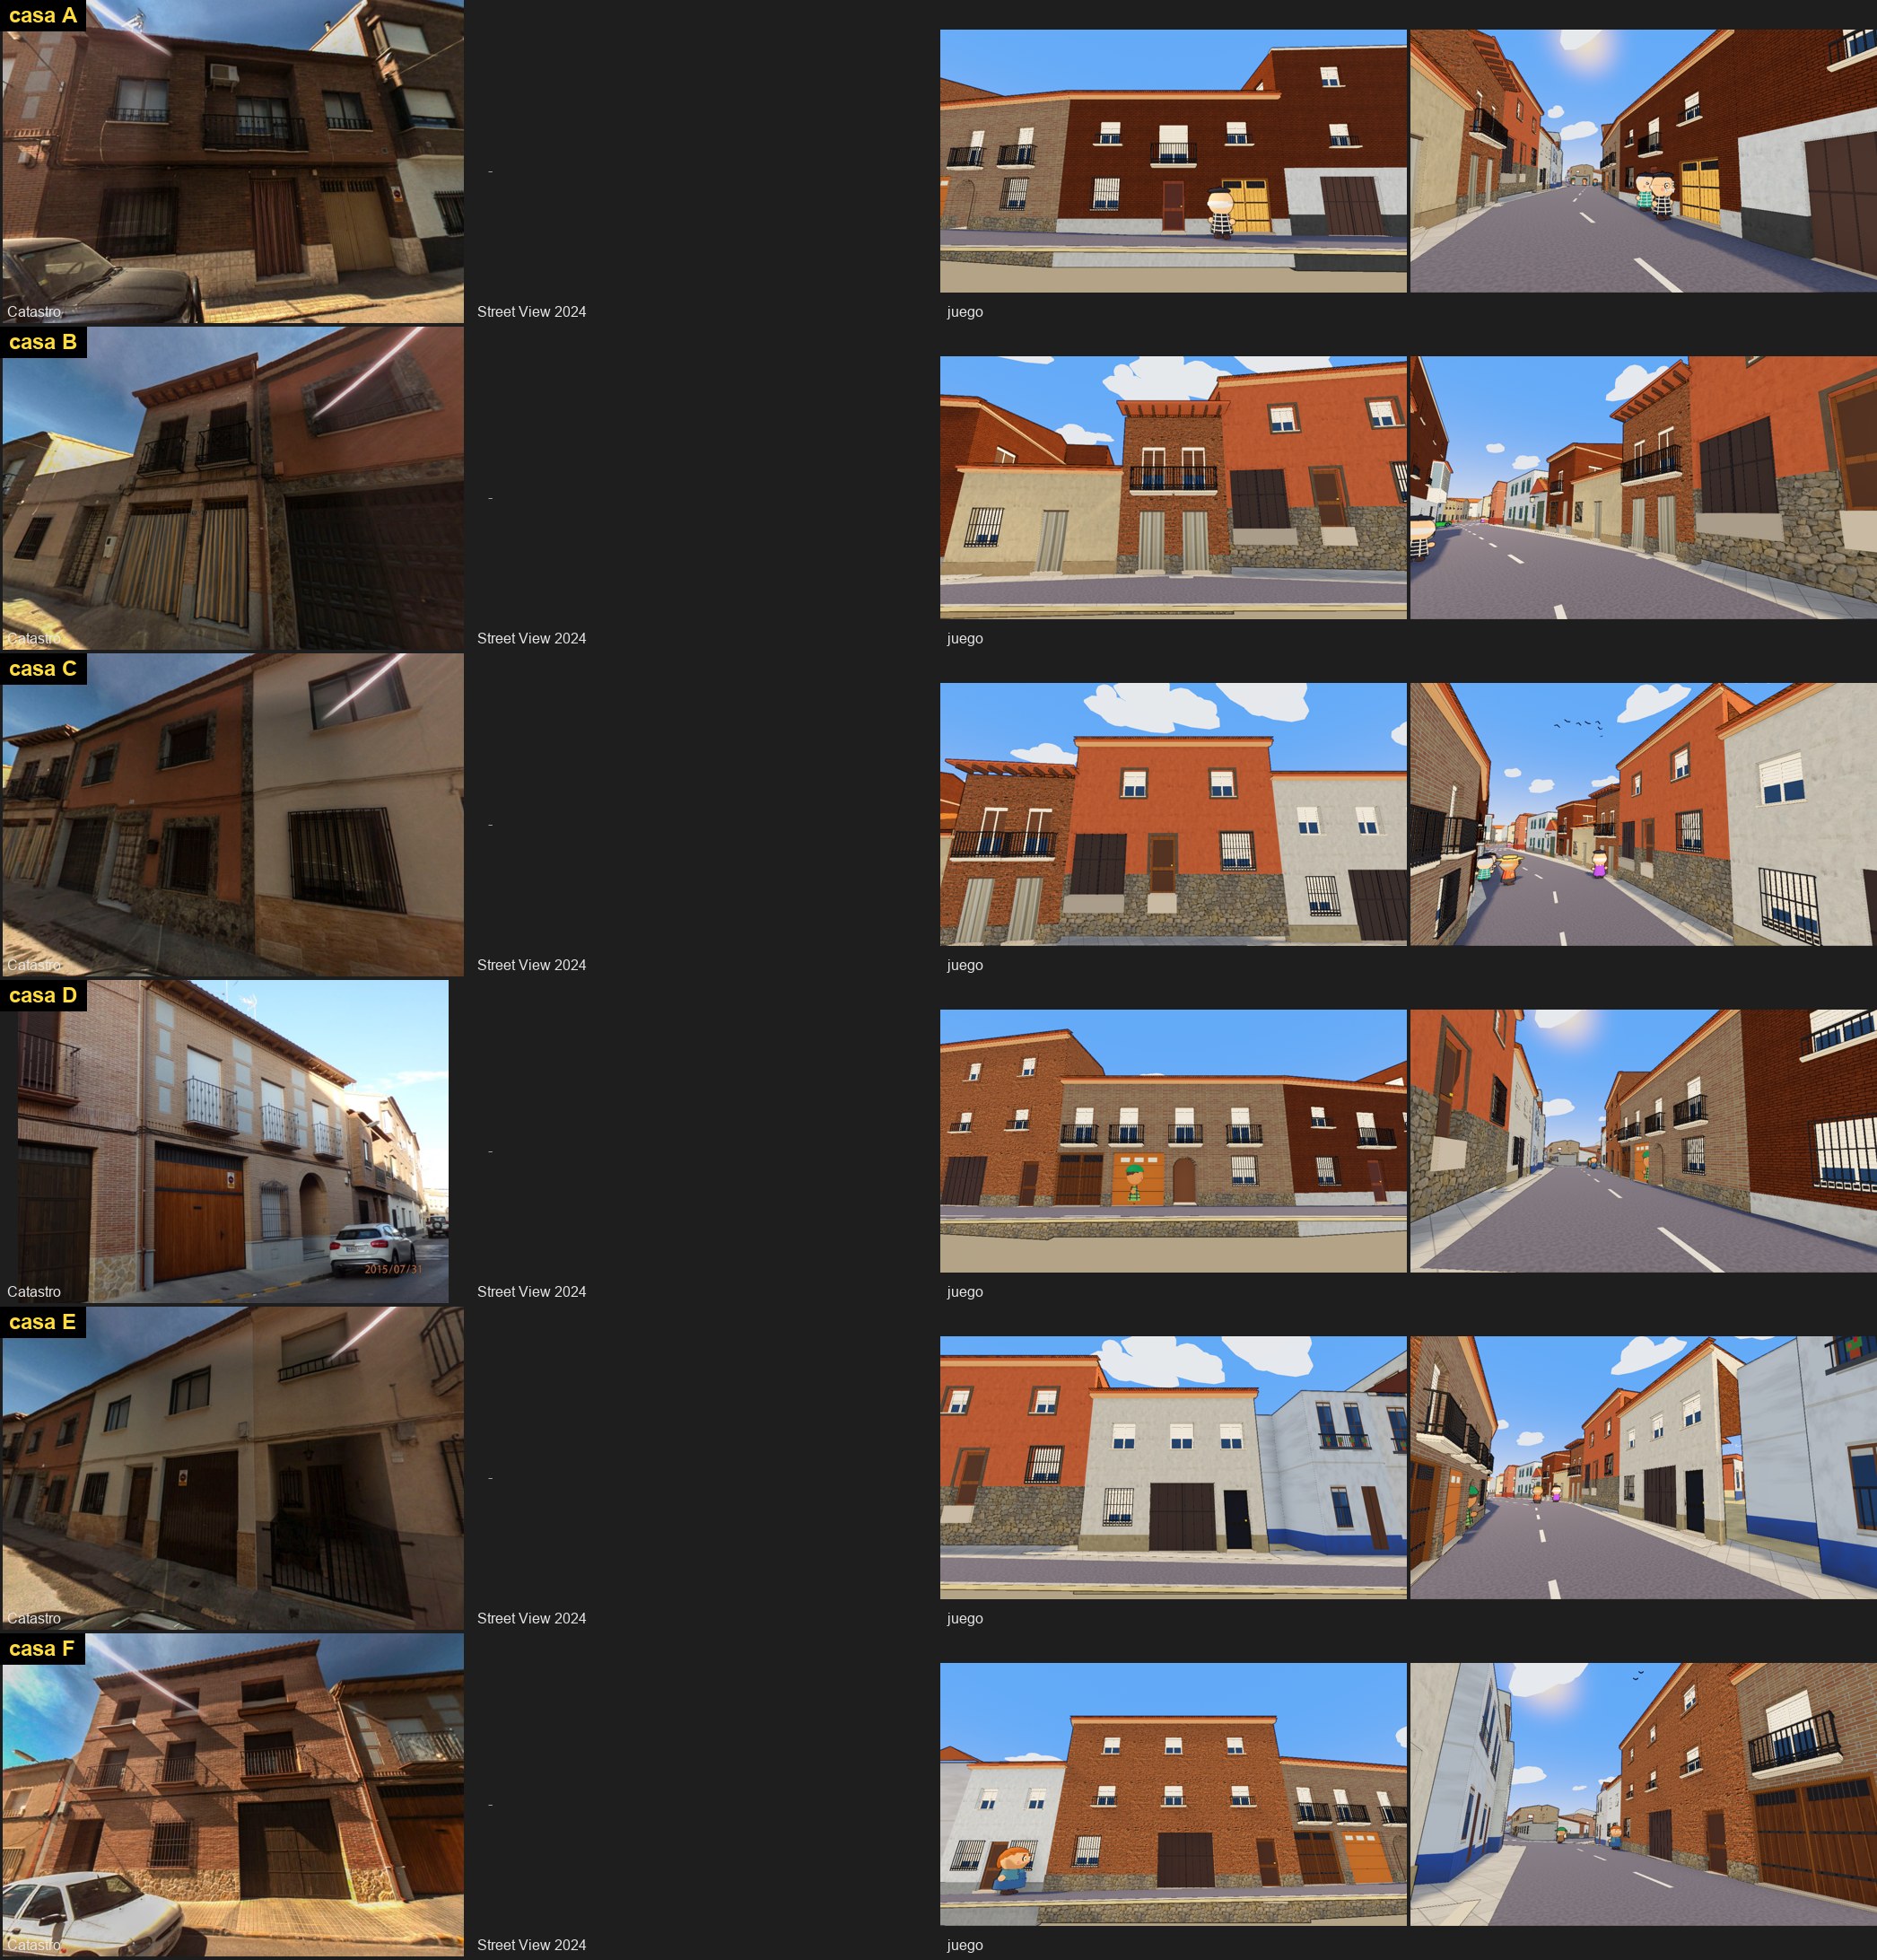 casa A
Catastro
-
Street View 2024
juego
casa B
Catastro
-
Street View 2024
juego
casa C
Catastro
-
Street View 2024
juego
casa D
2015/07/31
Catastro
-
Street View 2024
juego
casa E
Catastro
-
Street View 2024
juego
casa F
Catastro
-
Street View 2024
juego